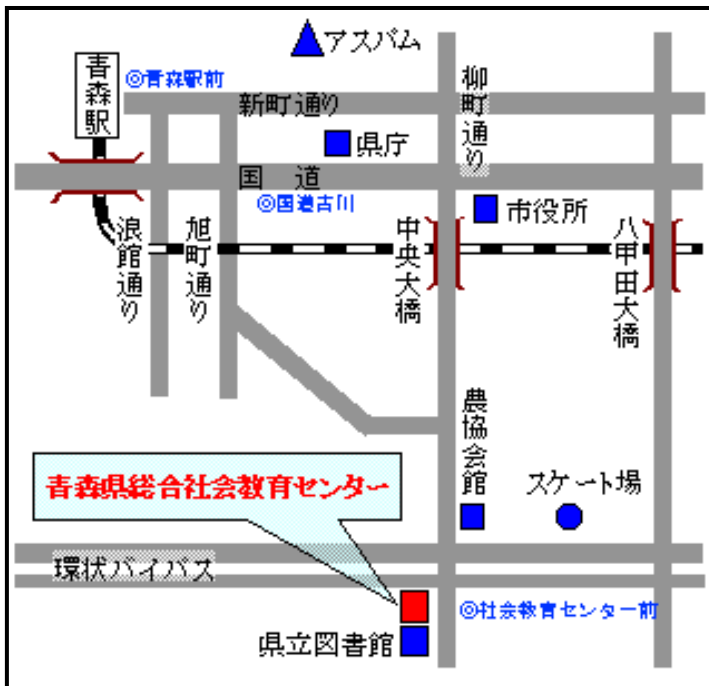 アスパム
青森駅
◎青森駅前
新町通り
柳町通り
県庁
国道
◎国道古川
市役所
浪館通り
旭町通り
中央大橋
八甲田大橋
農協会館
スケート場
青森県総合社会教育センター
環状バイパス
◎社会教育センター前
県立図書館